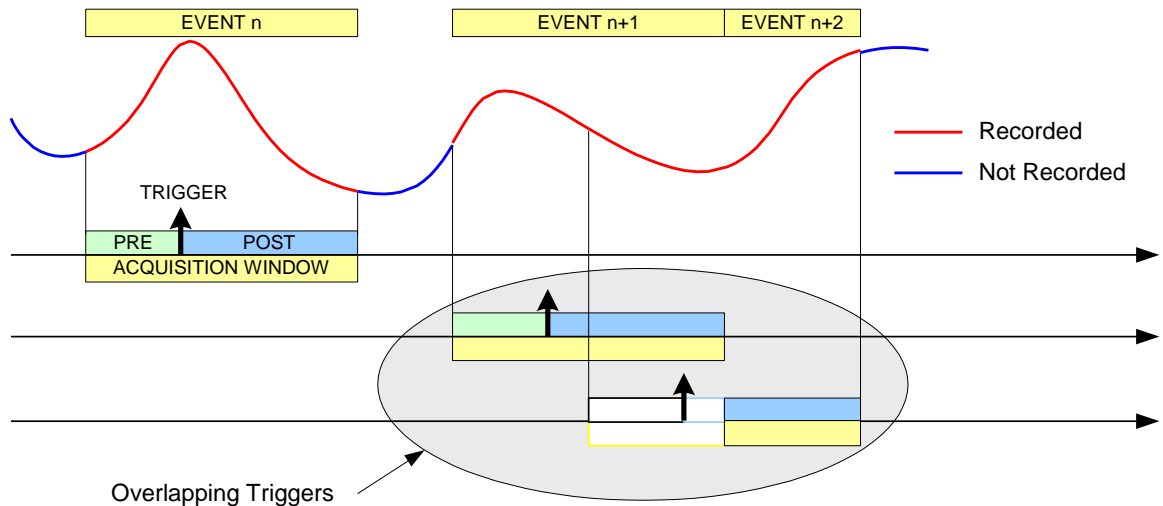 EVENT n
EVENT n+1
EVENT n+2
Recorded
Not Recorded
TRIGGER
PRE
POST
ACQUISITION WINDOW
Overlapping Triggers